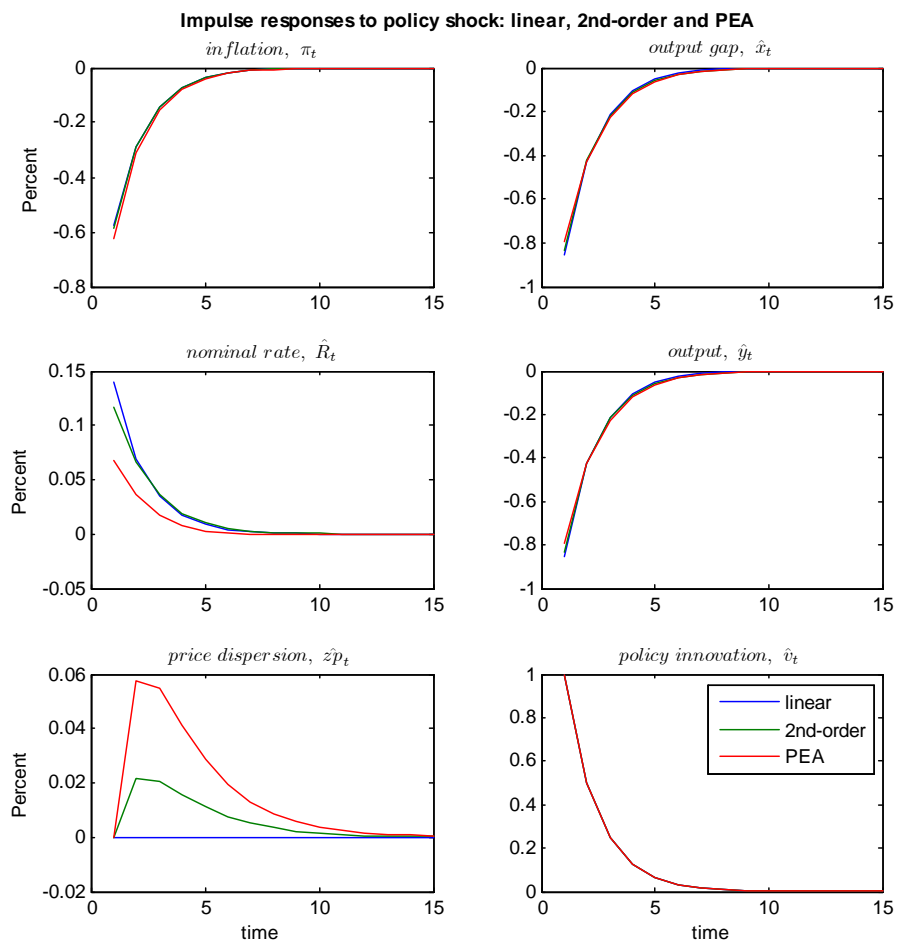 Impulse responses to policy shock: linear, 2nd-order and PEA
inflation, π_t
0
-0.2
-0.4
-0.6
-0.8
Percent
0 5 10 15
output gap, x̂_t
0
-0.2
-0.4
-0.6
-0.8
-1
0 5 10 15
nominal rate, R̂_t
0.15
0.1
0.05
0
-0.05
Percent
0 5 10 15
output, ŷ_t
0
-0.2
-0.4
-0.6
-0.8
-1
0 5 10 15
price dispersion, ẑp_t
0.06
0.04
0.02
0
-0.02
Percent
0 5 10 15
time
policy innovation, v̂_t
1
0.8
0.6
0.4
0.2
0
linear
2nd-order
PEA
0 5 10 15
time